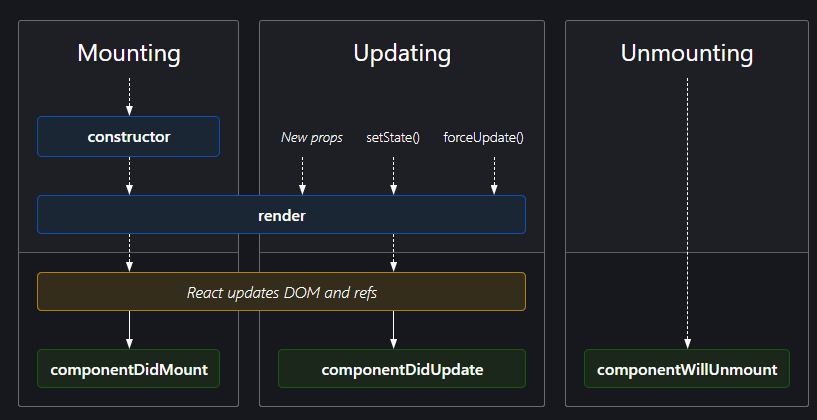 Mounting
Updating
Unmounting
constructor
New props
setState()
forceUpdate()
render
React updates DOM and refs
componentDidMount
componentDidUpdate
componentWillUnmount